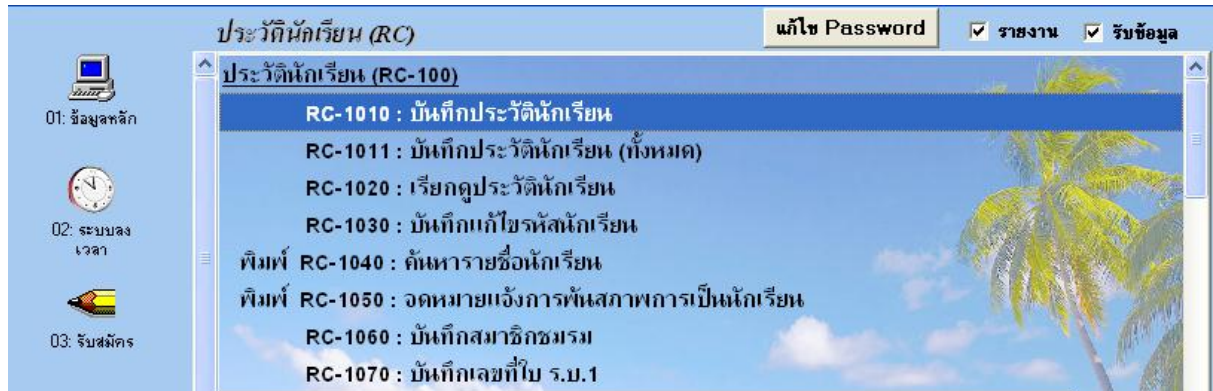 ประวัตินักเรียน (RC)
แก้ไข Password
รายงาน
รับข้อมูล
01: ข้อมูลหลัก
02: ระบบลง
เวลา
03: รับสมัคร
ประวัตินักเรียน (RC-100)
RC-1010 : บันทึกประวัตินักเรียน
RC-1011 : บันทึกประวัตินักเรียน (ทั้งหมด)
RC-1020 : เรียกดูประวัตินักเรียน
RC-1030 : บันทึกแก้ไขรหัสนักเรียน
พิมพ์ RC-1040 : ค้นหารายชื่อนักเรียน
พิมพ์ RC-1050 : จดหมายแจ้งการพ้นสภาพการเป็นนักเรียน
RC-1060 : บันทึกสมาชิกชมรม
RC-1070 : บันทึกเลขที่ใบ ร.บ.1